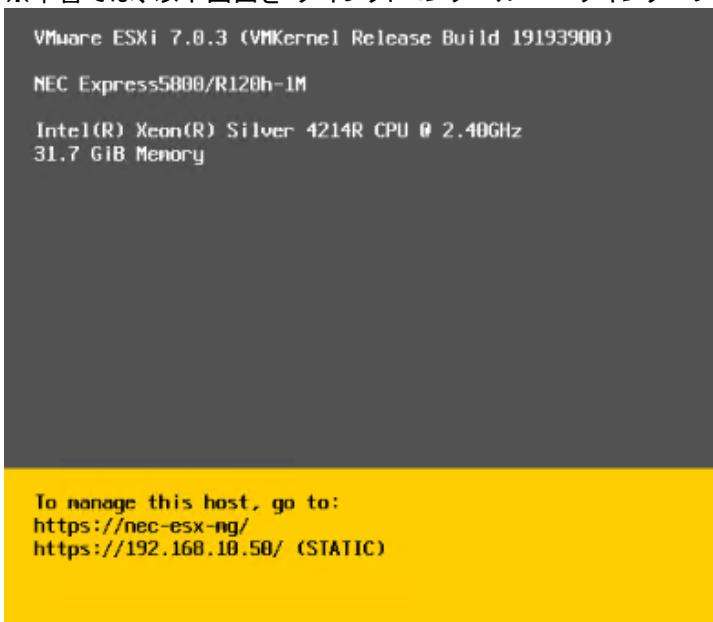 VMware ESXi 7.0.3 (VMKernel Release Build 19193900)
NEC Express5800/R120h-1M
Intel(R) Xeon(R) Silver 4214R CPU @ 2.40GHz
31.7 GiB Memory
To manage this host, go to:
https://nec-esx-mg/
https://192.168.10.50/ (STATIC)